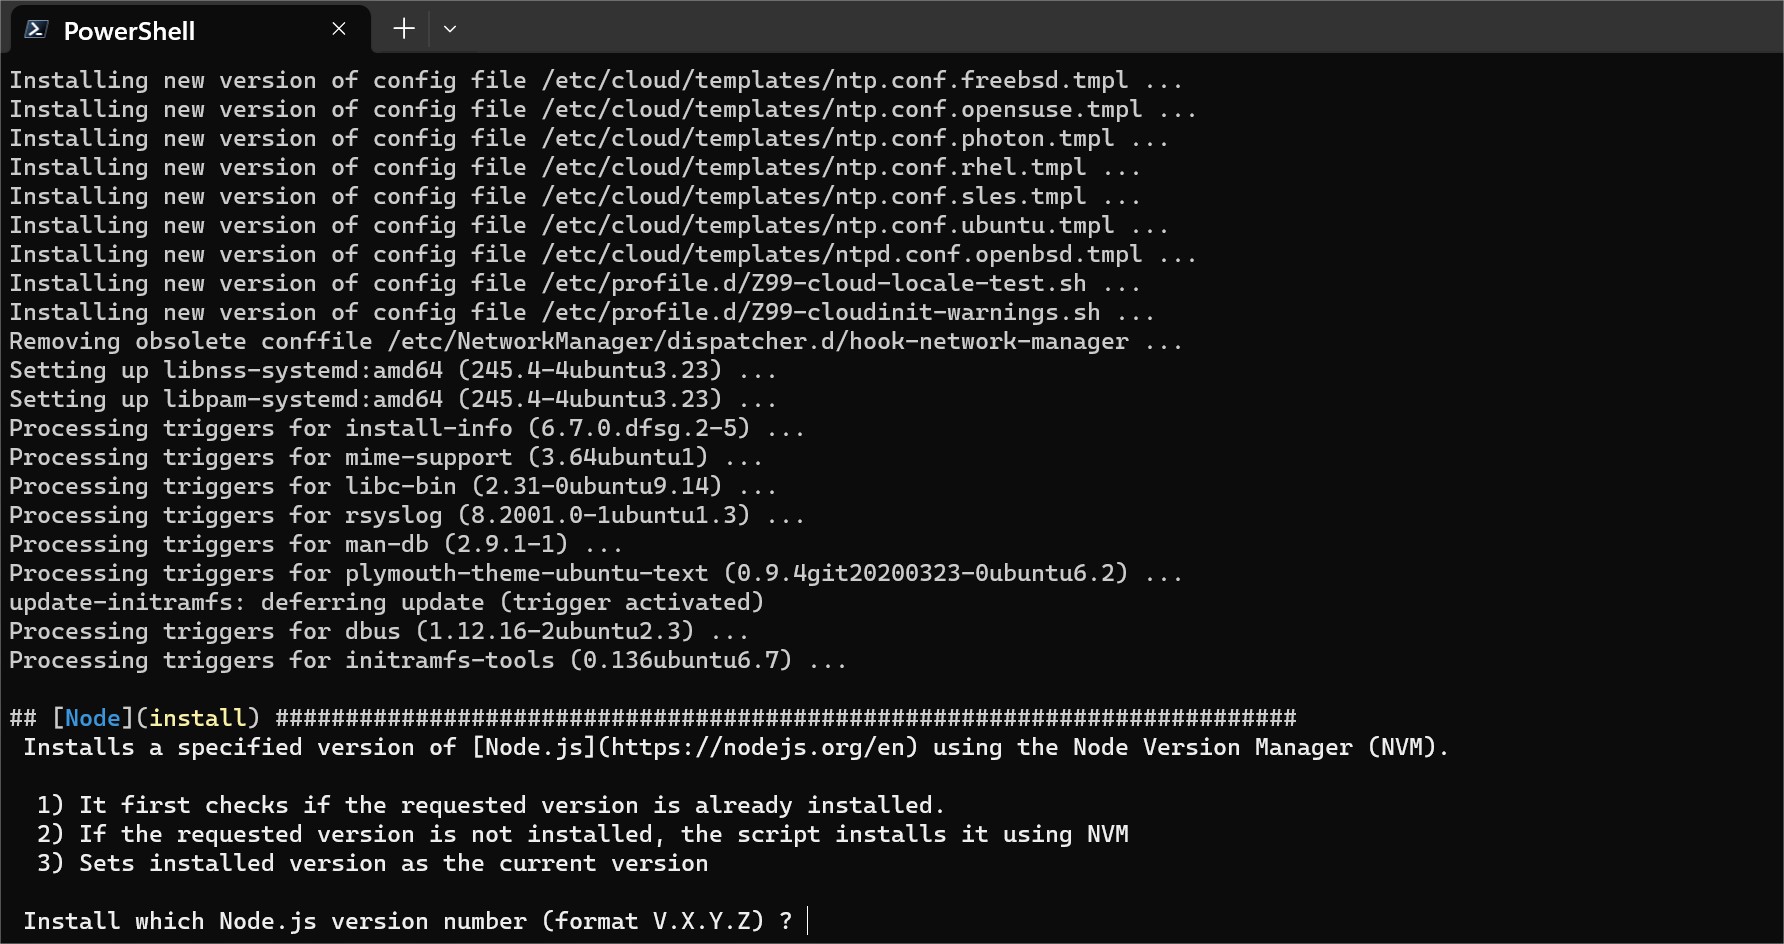 PowerShell
Installing new version of config file /etc/cloud/templates/ntp.conf.freebsd.tmpl ...
Installing new version of config file /etc/cloud/templates/ntp.conf.opensuse.tmpl ...
Installing new version of config file /etc/cloud/templates/ntp.conf.photon.tmpl ...
Installing new version of config file /etc/cloud/templates/ntp.conf.rhel.tmpl ...
Installing new version of config file /etc/cloud/templates/ntp.conf.sles.tmpl ...
Installing new version of config file /etc/cloud/templates/ntp.conf.ubuntu.tmpl ...
Installing new version of config file /etc/cloud/templates/ntpd.conf.openbsd.tmpl ...
Installing new version of config file /etc/profile.d/Z99-cloud-locale-test.sh ...
Installing new version of config file /etc/profile.d/Z99-cloudinit-warnings.sh ...
Removing obsolete conffile /etc/NetworkManager/dispatcher.d/hook-network-manager ...
Setting up libnss-systemd:amd64 (245.4-4ubuntu3.23) ...
Setting up libpam-systemd:amd64 (245.4-4ubuntu3.23) ...
Processing triggers for install-info (6.7.0.dfsg.2-5) ...
Processing triggers for mime-support (3.64ubuntu1) ...
Processing triggers for libc-bin (2.31-0ubuntu9.14) ...
Processing triggers for rsyslog (8.2001.0-1ubuntu1.3) ...
Processing triggers for man-db (2.9.1-1) ...
Processing triggers for plymouth-theme-ubuntu-text (0.9.4git20200323-0ubuntu6.2) ...
update-initramfs: deferring update (trigger activated)
Processing triggers for dbus (1.12.16-2ubuntu2.3) ...
Processing triggers for initramfs-tools (0.136ubuntu6.7) ...
## [Node](install) #########################################################################
Installs a specified version of [Node.js](https://nodejs.org/en) using the Node Version Manager (NVM).
1) It first checks if the requested version is already installed.
2) If the requested version is not installed, the script installs it using NVM
3) Sets installed version as the current version
Install which Node.js version number (format V.X.Y.Z) ?